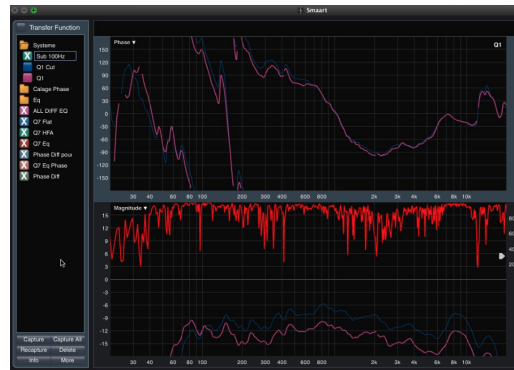 Smaart
Transfer Function
Systeme
Sub 100Hz
Q1 Cut
Q1
Calage Phase
Eq
ALL DIFF EQ
Q7 Flat
Q7 HFA
Q7 Eq
Phase Diff pour
Q7 Eq Phase
Phase Diff
Capture Capture All
Recapture Delete
Info More
Phase ▼ Q1
150
120
90
60
30
0
-30
-60
-90
-120
-150
30 40 60 80 100 200 300 400 600 800 2k 3k 4k 6k 8k 10k
Magnitude ▼
15
12
9
6
3
0
-3
-6
-9
-12
-15
80
60
40
20
30 40 60 80 100 200 300 400 600 800 2k 3k 4k 6k 8k 10k